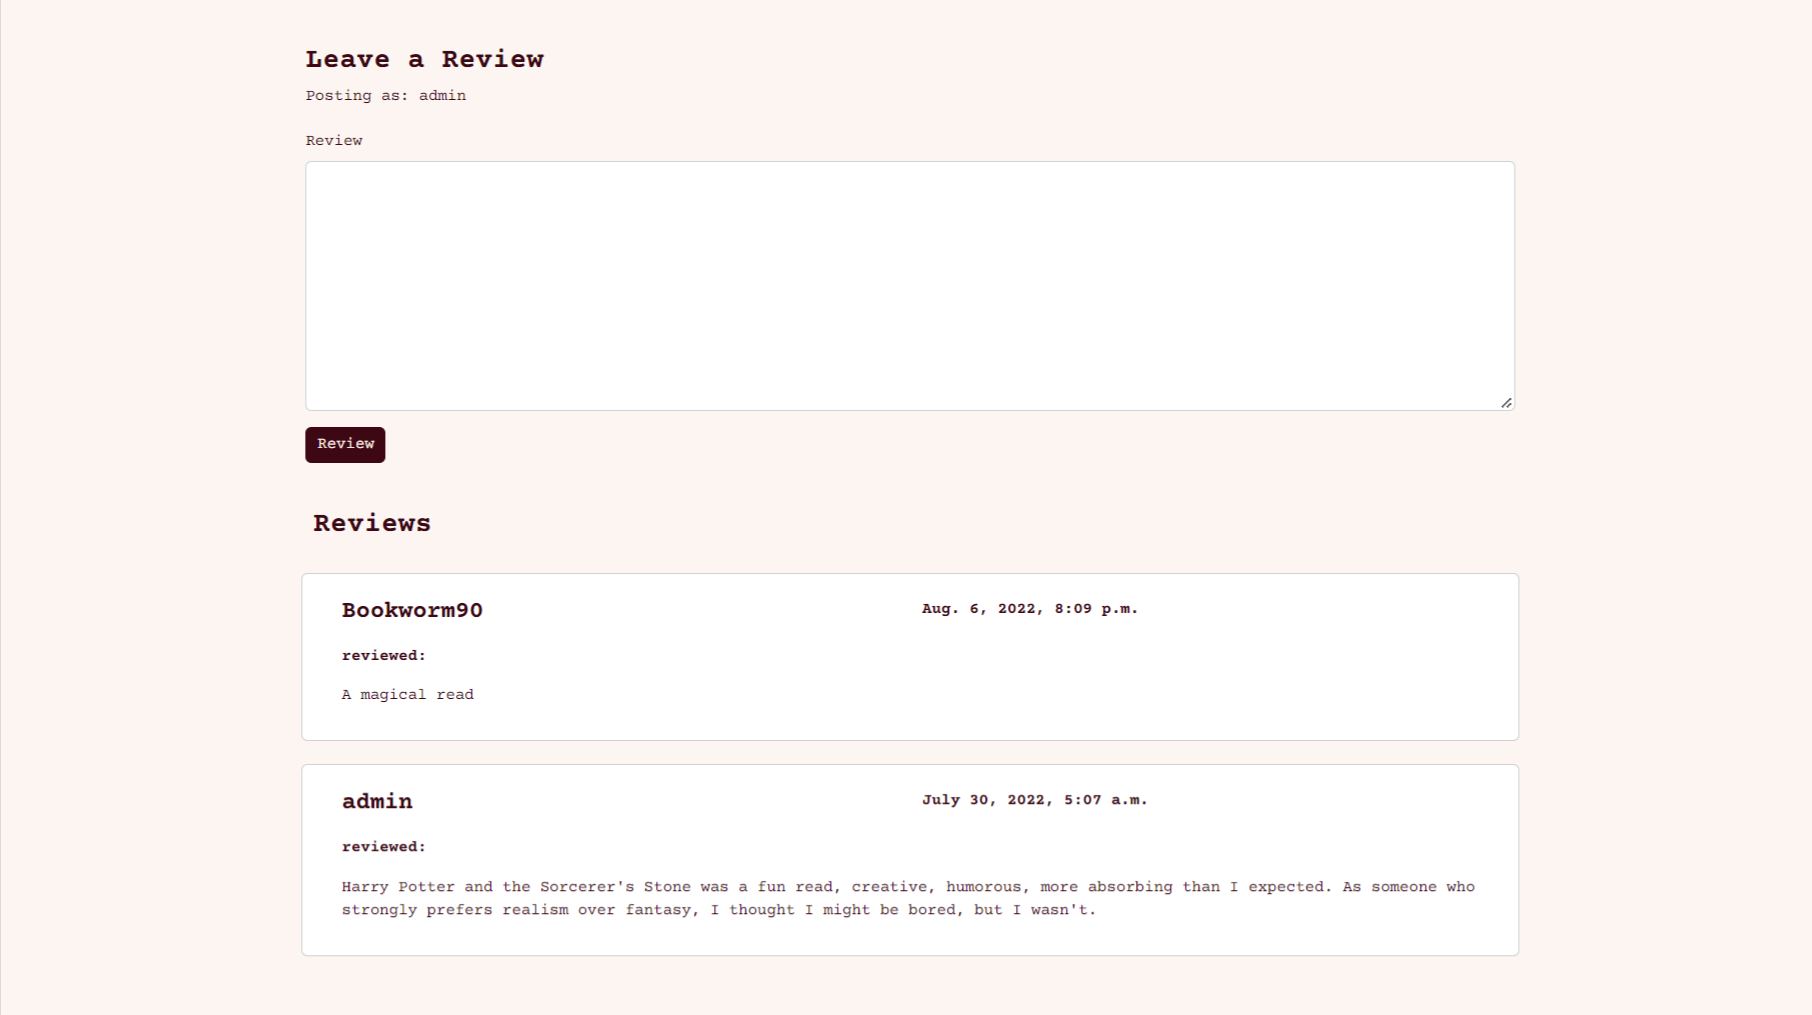 Leave a Review
Posting as: admin
Review
Review
Reviews
Bookworm90
Aug. 6, 2022, 8:09 p.m.
reviewed:
A magical read
admin
July 30, 2022, 5:07 a.m.
reviewed:
Harry Potter and the Sorcerer's Stone was a fun read, creative, humorous, more absorbing than I expected. As someone who
strongly prefers realism over fantasy, I thought I might be bored, but I wasn't.